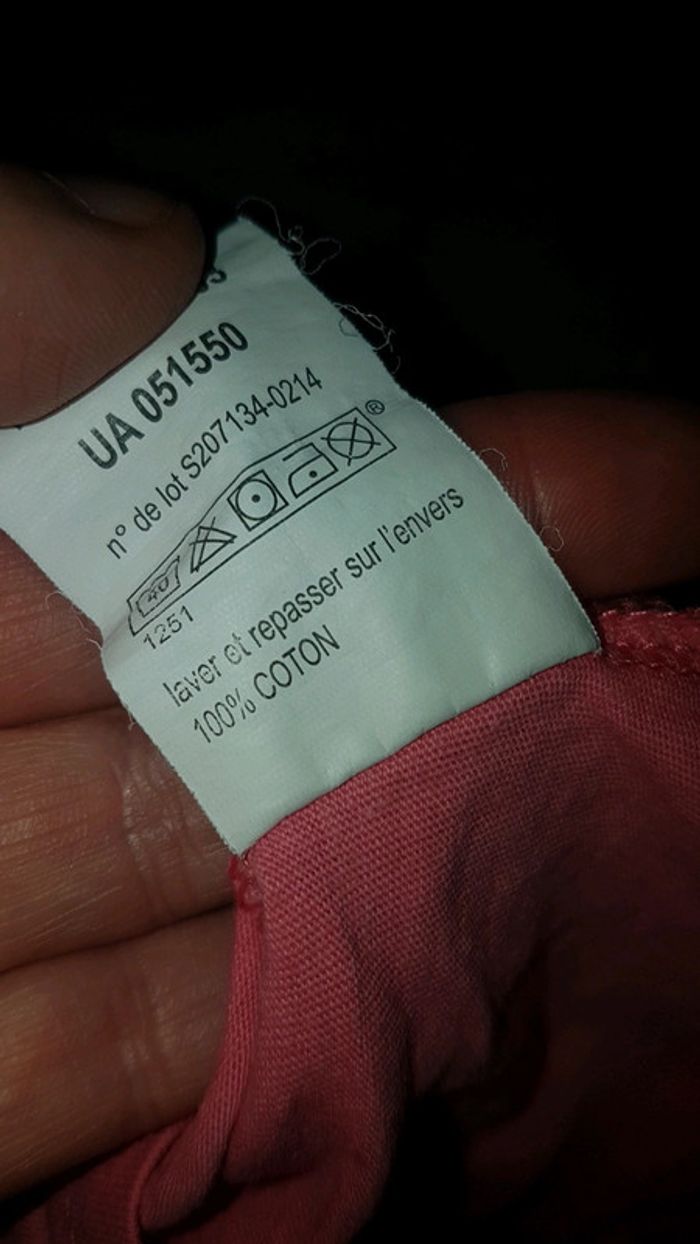 UA 051550
n° de lot S207134-0214
40
®
1251
laver et repasser sur l'envers
100% COTON